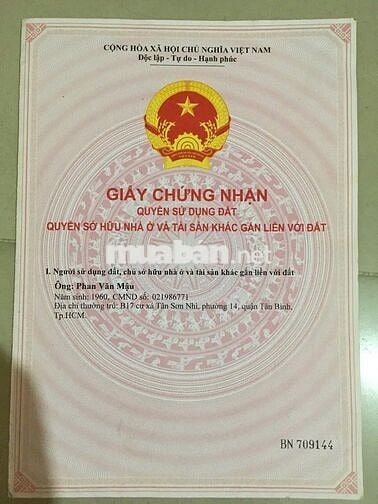 CỘNG HÒA XÃ HỘI CHỦ NGHĨA VIỆT NAM
Độc lập - Tự do - Hạnh phúc
GIẤY CHỨNG NHẬN
QUYỀN SỬ DỤNG ĐẤT
QUYỀN SỞ HỮU NHÀ Ở VÀ TÀI SẢN KHÁC GẮN LIỀN VỚI ĐẤT
muaban.net
I. Người sử dụng đất, chủ sở hữu nhà ở và tài sản khác gắn liền với đất
Ông: Phan Văn Mậu
Năm sinh: 1960, CMND số: 021986771
Địa chỉ thường trú: B17 cư xá Tân Sơn Nhì, phường 14, quận Tân Bình,
Tp.HCM.
BN 709144